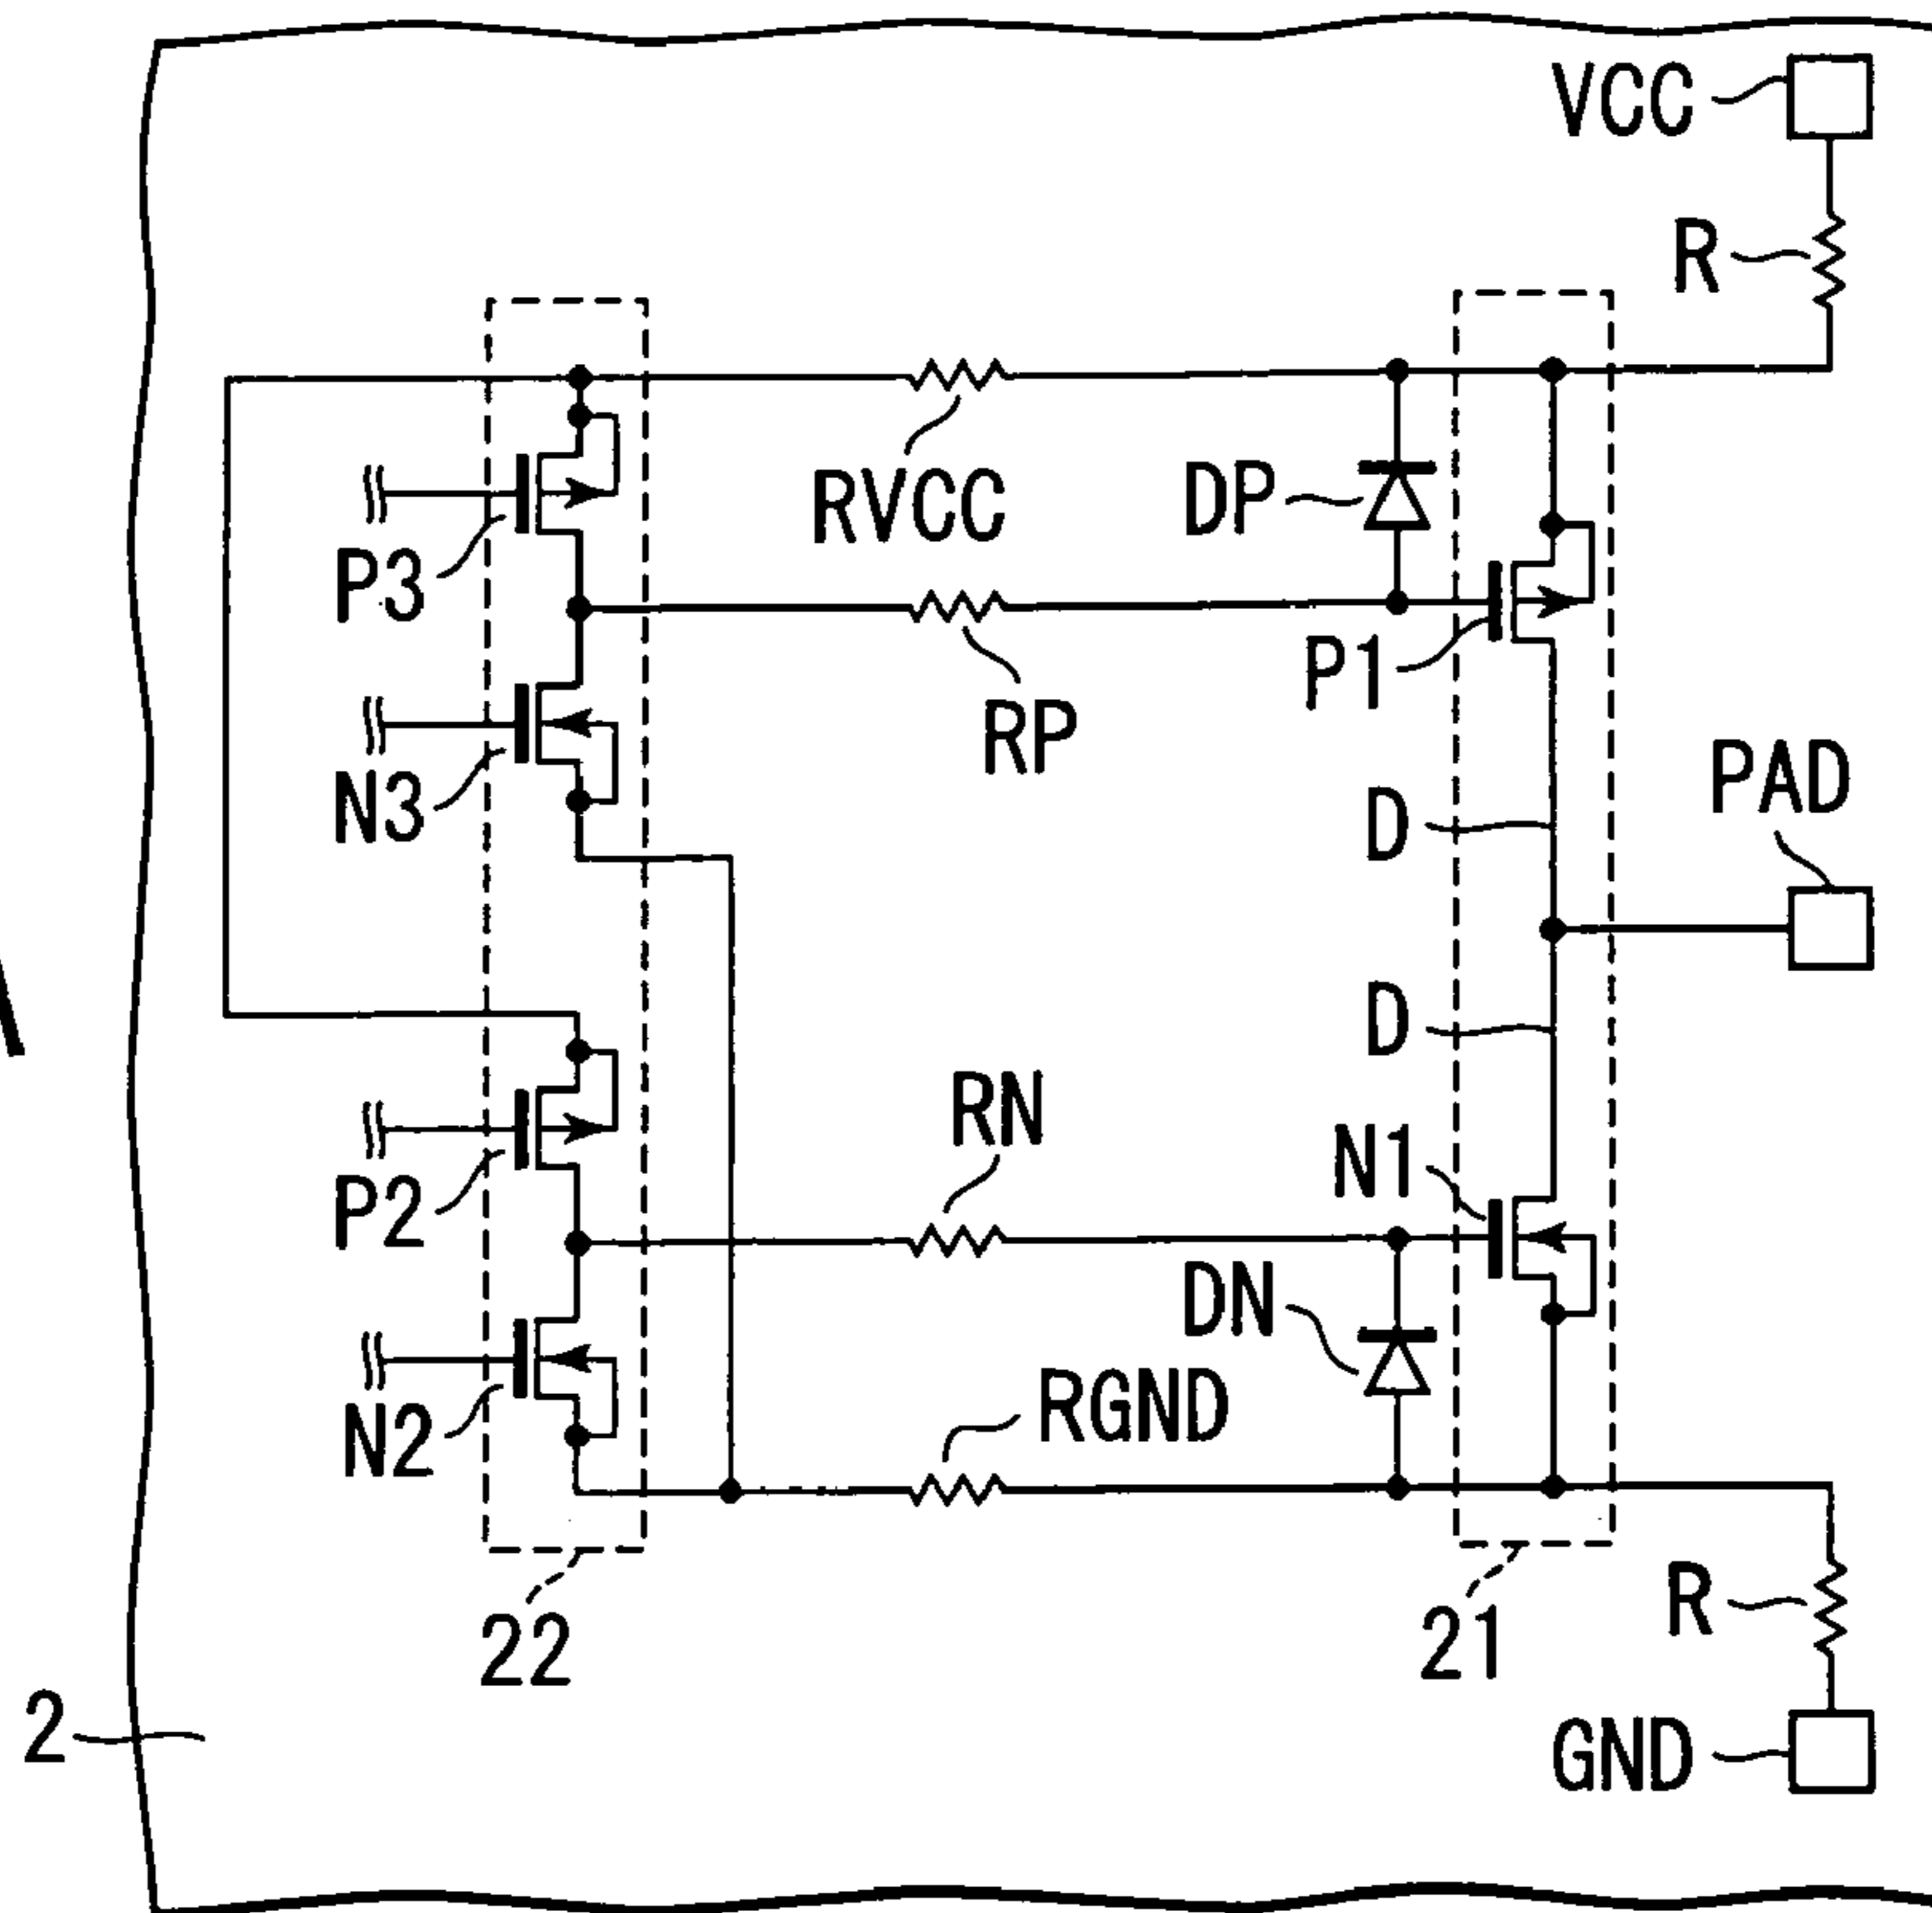 VCC
R
RVCC
DP
P3
P1
RP
N3
PAD
D
D
RN
N1
P2
DN
RGND
N2
R
22
21
2
GND